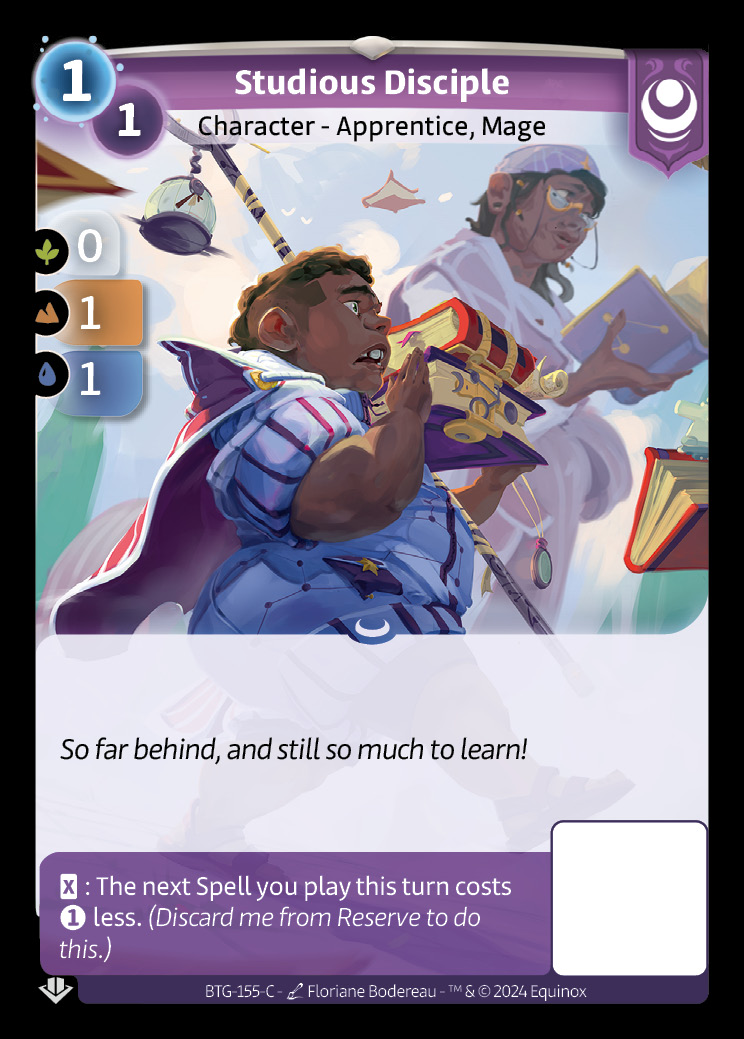 1
Studious Disciple
1
Character - Apprentice, Mage
0
1
1
So far behind, and still so much to learn!
X : The next Spell you play this turn costs
1 less. (Discard me from Reserve to do
this.)
BTG-155-C - Floriane Bodereau - ™ & © 2024 Equinox